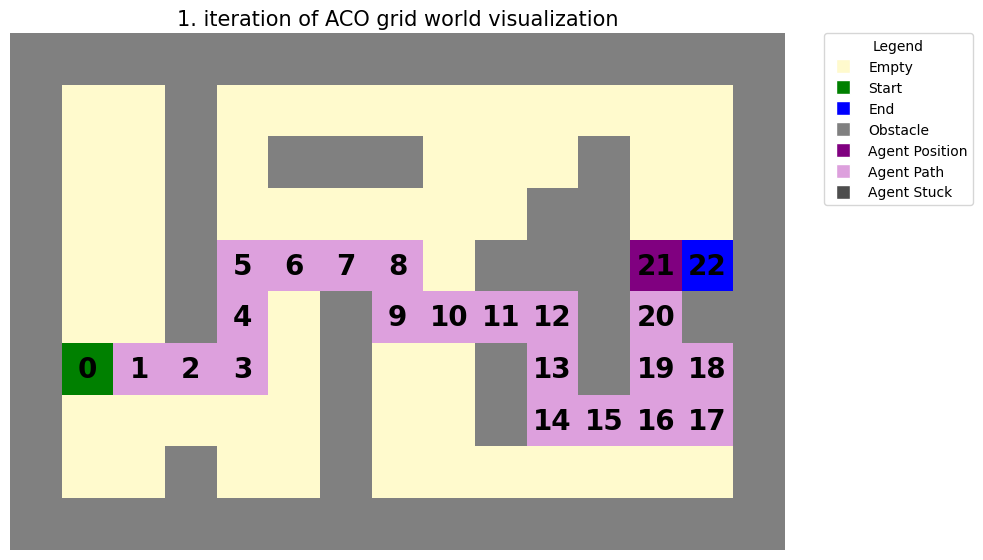 1. iteration of ACO grid world visualization
Legend
Empty
Start
End
Obstacle
Agent Position
Agent Path
Agent Stuck
5 6 7 8 21 22
4 9 10 11 12 20
0 1 2 3 13 19 18
14 15 16 17